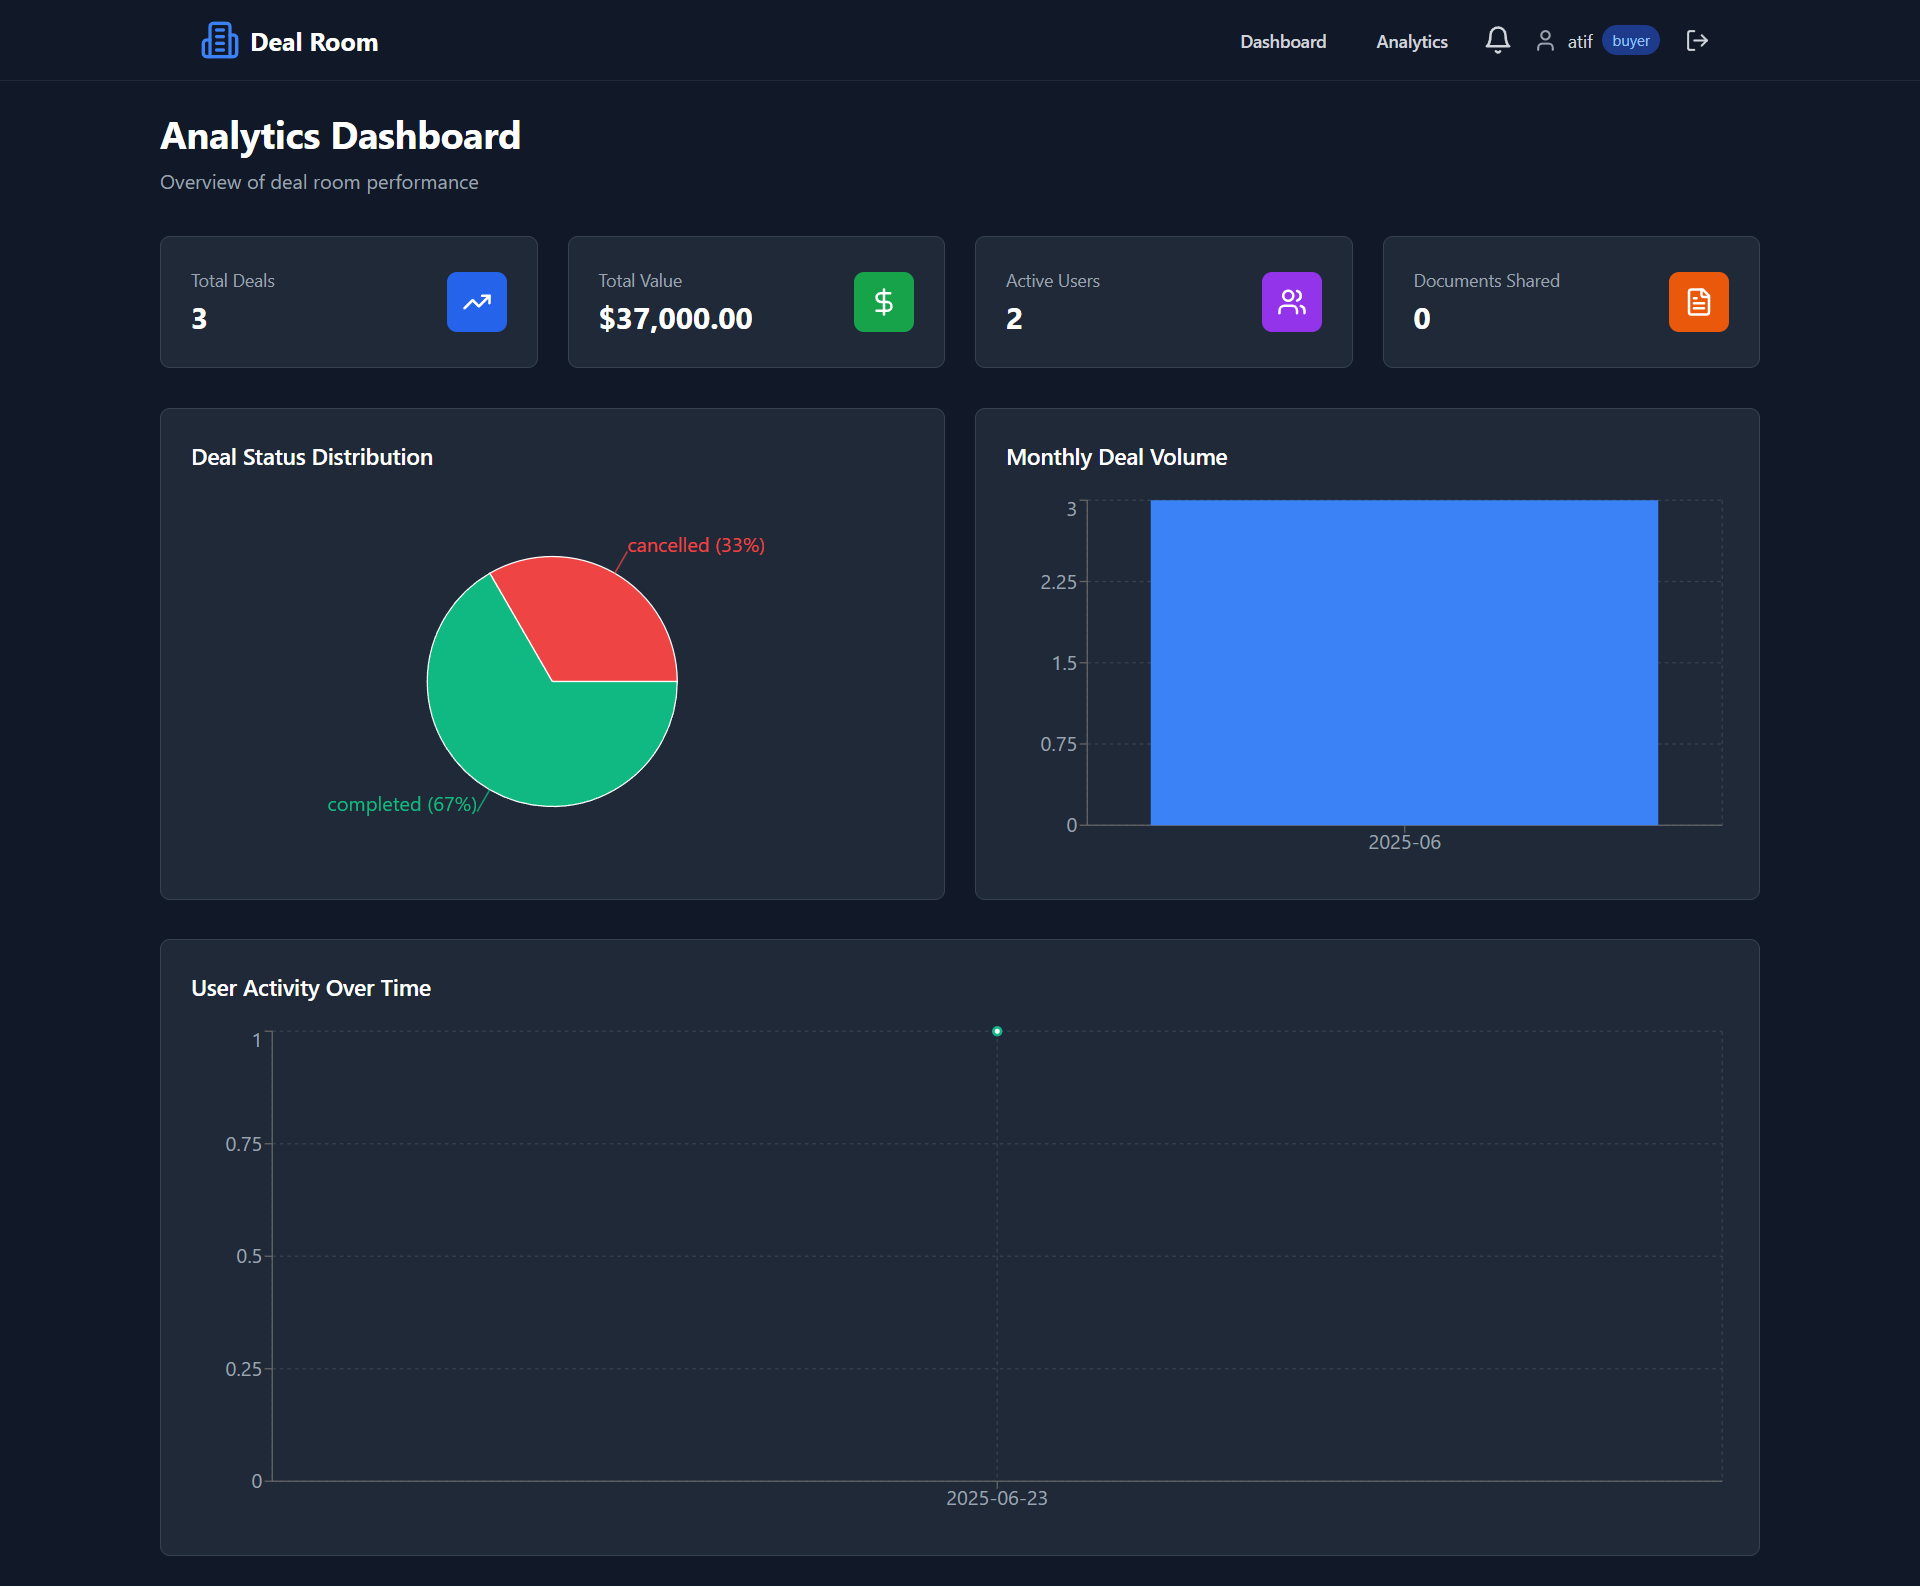 Deal Room
Dashboard
Analytics
atif
buyer
Analytics Dashboard
Overview of deal room performance
Total Deals
3
Total Value
$37,000.00
Active Users
2
Documents Shared
0
Deal Status Distribution
cancelled (33%)
completed (67%)
Monthly Deal Volume
3
2.25
1.5
0.75
0
2025-06
User Activity Over Time
1
0.75
0.5
0.25
0
2025-06-23